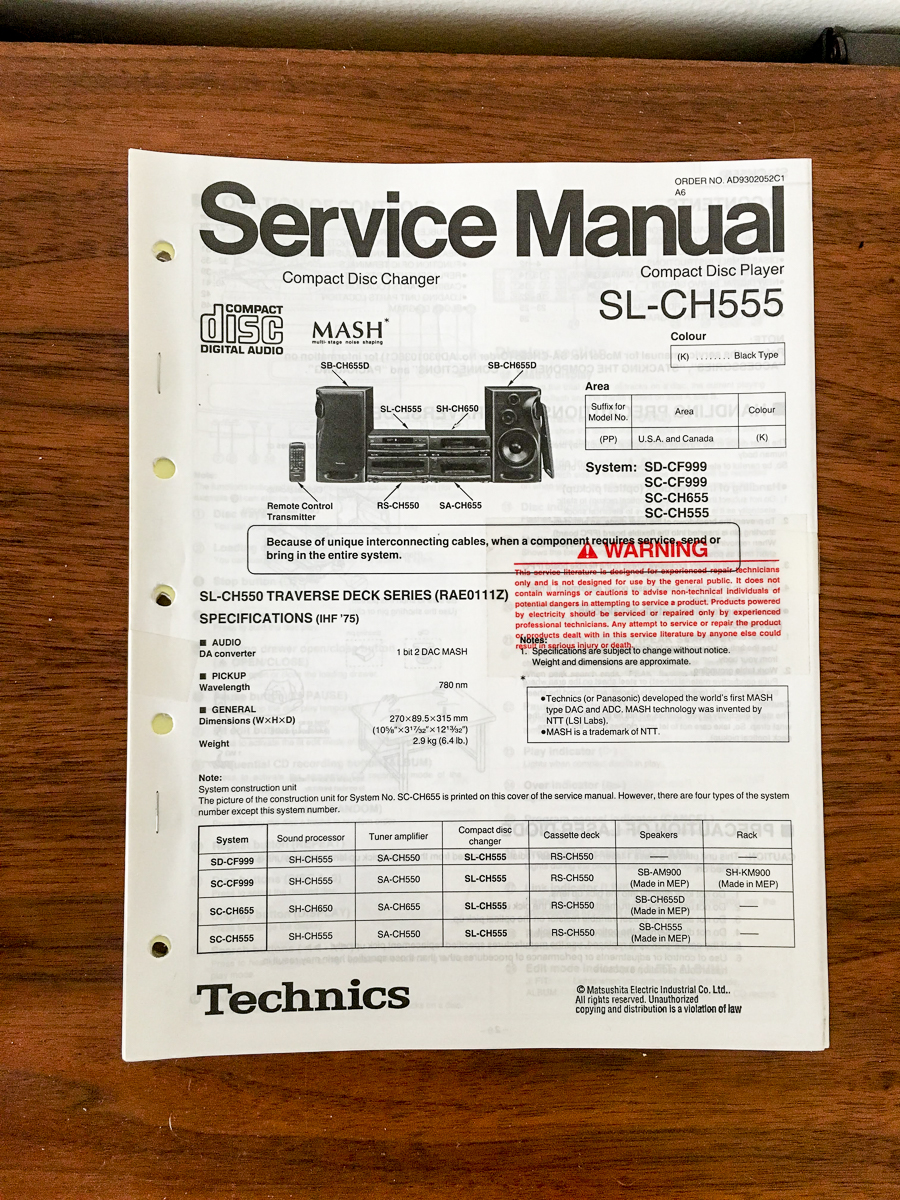 ORDER NO. AD9302052C1
A6
Service Manual
Compact Disc Changer
Compact Disc Player
SL-CH555
COMPACT
disc
DIGITAL AUDIO
MASH*
multi-stage noise shaping
Colour
(K) ........ Black Type
SB-CH655D
SB-CH655D
SL-CH555
SH-CH650
RS-CH550
SA-CH655
Remote Control
Transmitter
Area
Suffix for Model No. Area Colour
(PP) U.S.A. and Canada (K)
System: SD-CF999
SC-CF999
SC-CH655
SC-CH555
Because of unique interconnecting cables, when a component requires service, send or
bring in the entire system.
⚠ WARNING
This service literature is designed for experienced repair technicians
only and is not designed for use by the general public. It does not
contain warnings or cautions to advise non-technical individuals of
potential dangers in attempting to service a product. Products powered
by electricity should be serviced or repaired only by experienced
professional technicians. Any attempt to service or repair the product
or products dealt with in this service literature by anyone else could
result in serious injury or death.
SL-CH550 TRAVERSE DECK SERIES (RAE0111Z)
SPECIFICATIONS (IHF '75)
■ AUDIO
DA converter 1 bit 2 DAC MASH
■ PICKUP
Wavelength 780 nm
■ GENERAL
Dimensions (W×H×D) 270×89.5×315 mm
(10⅝"×317/32"×1213/32")
Weight 2.9 kg (6.4 lb.)
Notes:
1. Specifications are subject to change without notice.
Weight and dimensions are approximate.
*
●Technics (or Panasonic) developed the world's first MASH
type DAC and ADC. MASH technology was invented by
NTT (LSI Labs).
●MASH is a trademark of NTT.
Note:
System construction unit
The picture of the construction unit for System No. SC-CH655 is printed on this cover of the service manual. However, there are four types of the system
number except this system number.
System Sound processor Tuner amplifier Compact disc changer Cassette deck Speakers Rack
SD-CF999 SH-CH555 SA-CH550 SL-CH555 RS-CH550 —— ——
SC-CF999 SH-CH555 SA-CH550 SL-CH555 RS-CH550 SB-AM900 (Made in MEP) SH-KM900 (Made in MEP)
SC-CH655 SH-CH650 SA-CH655 SL-CH555 RS-CH550 SB-CH655D (Made in MEP) ——
SC-CH555 SH-CH555 SA-CH550 SL-CH555 RS-CH550 SB-CH555 (Made in MEP) ——
Technics
© Matsushita Electric Industrial Co. Ltd..
All rights reserved. Unauthorized
copying and distribution is a violation of law